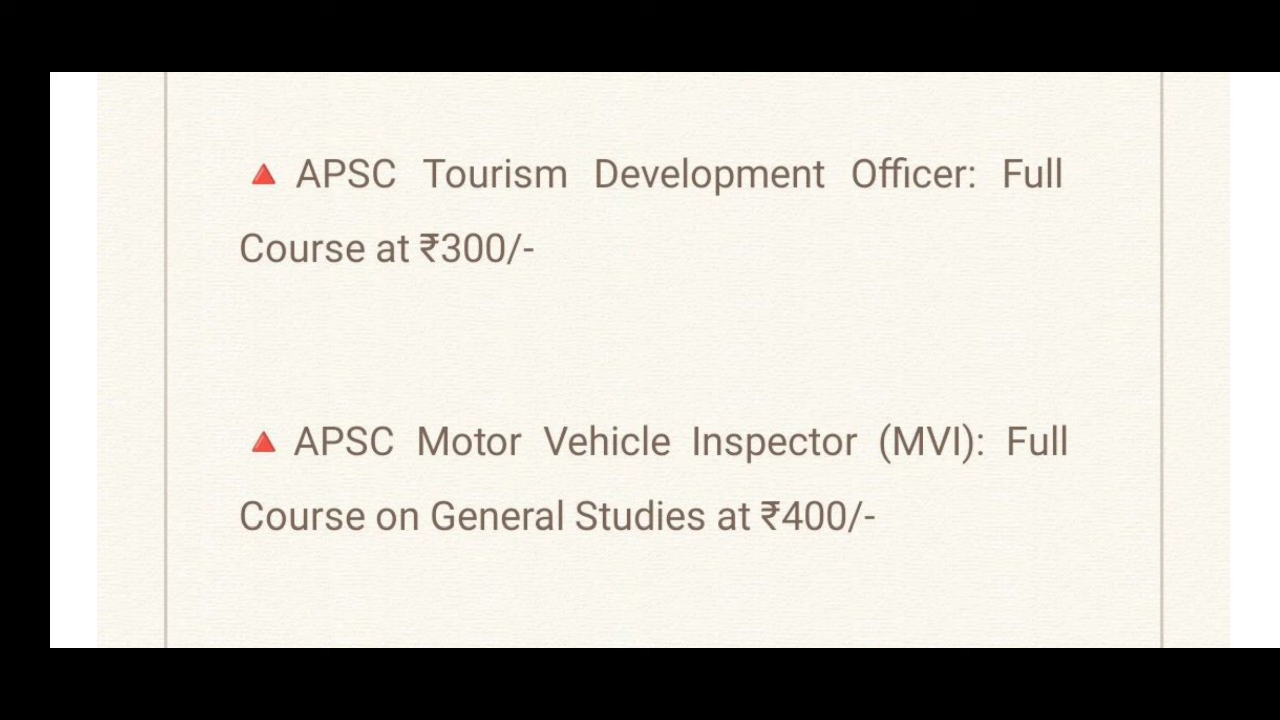 🔺 APSC Tourism Development Officer: Full
Course at ₹300/-
🔺 APSC Motor Vehicle Inspector (MVI): Full
Course on General Studies at ₹400/-